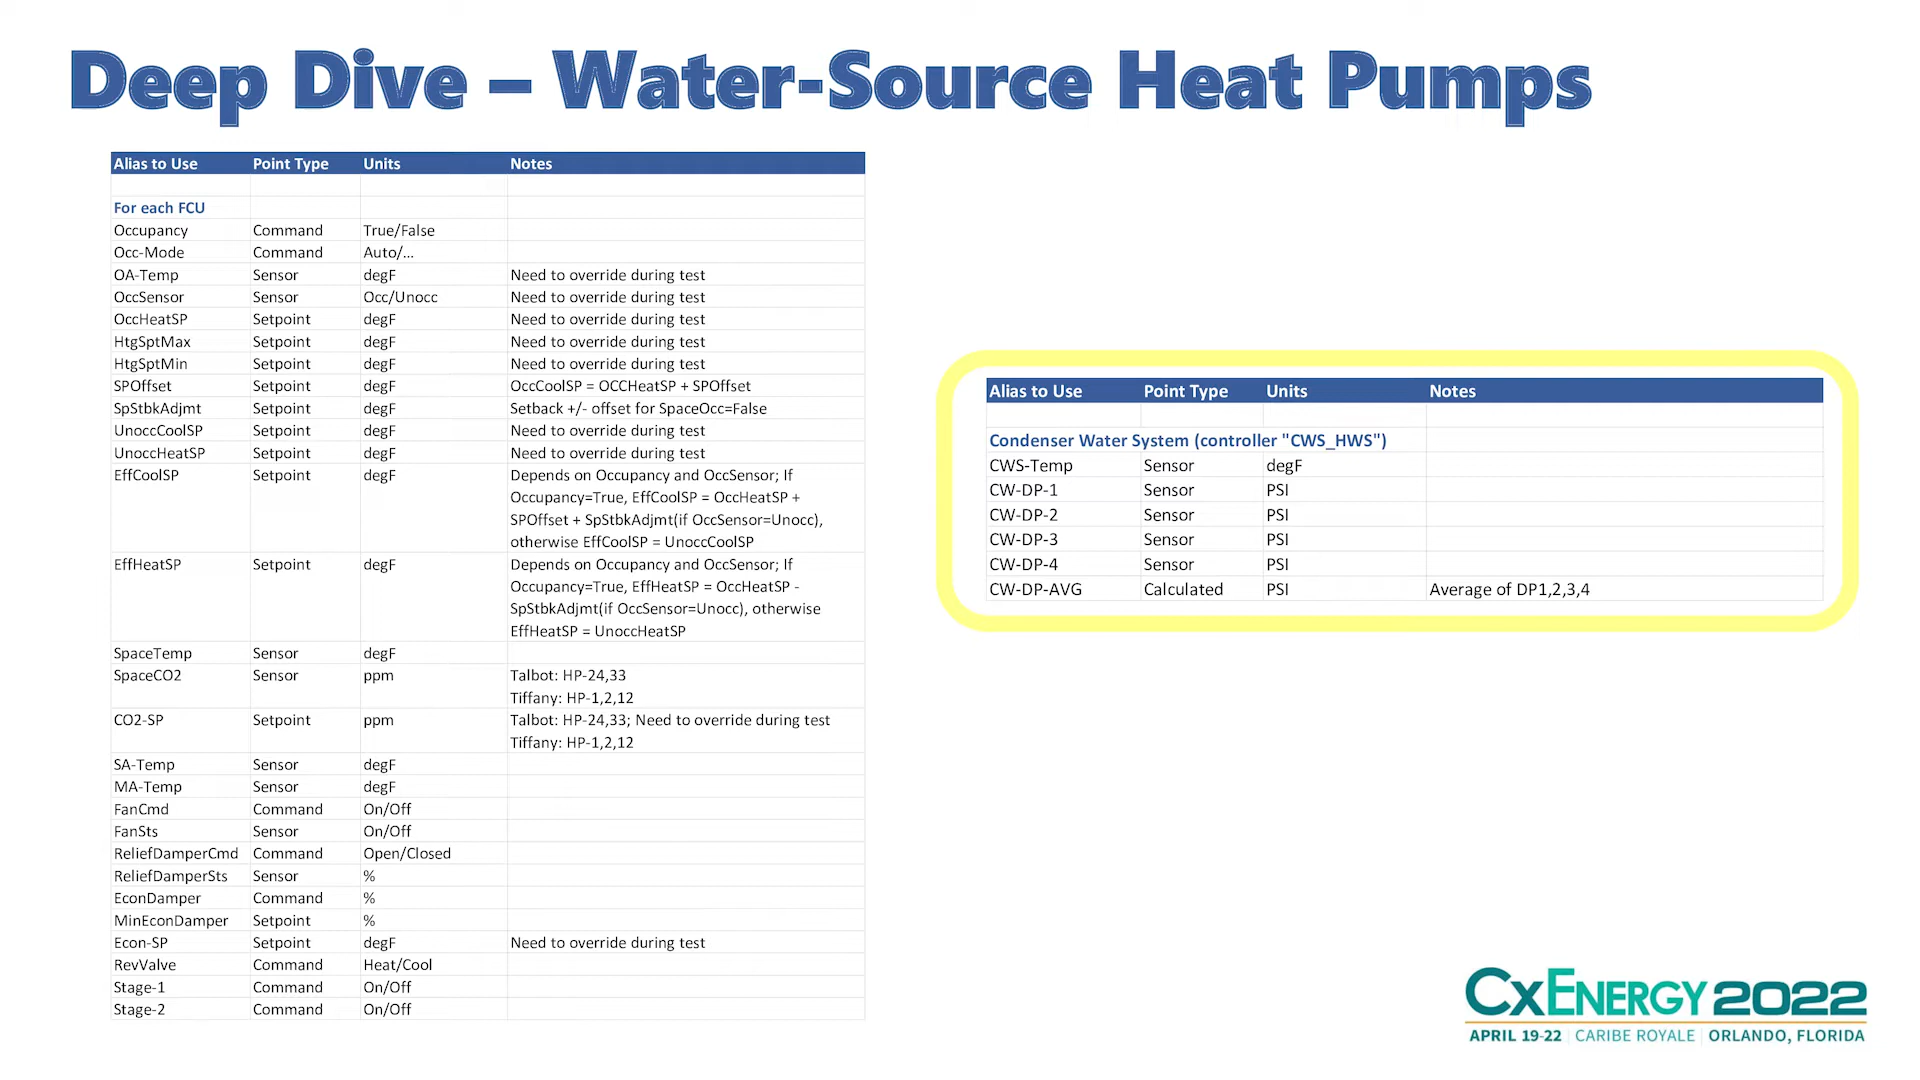 Deep Dive – Water-Source Heat Pumps
Alias to Use Point Type Units Notes
For each FCU
Occupancy Command True/False
Occ-Mode Command Auto/...
OA-Temp Sensor degF Need to override during test
OccSensor Sensor Occ/Unocc Need to override during test
OccHeatSP Setpoint degF Need to override during test
HtgSptMax Setpoint degF Need to override during test
HtgSptMin Setpoint degF Need to override during test
SPOffset Setpoint degF OccCoolSP = OCCHeatSP + SPOffset
SpStbkAdjmt Setpoint degF Setback +/- offset for SpaceOcc=False
UnoccCoolSP Setpoint degF Need to override during test
UnoccHeatSP Setpoint degF Need to override during test
EffCoolSP Setpoint degF Depends on Occupancy and OccSensor; If
Occupancy=True, EffCoolSP = OccHeatSP +
SPOffset + SpStbkAdjmt(if OccSensor=Unocc),
otherwise EffCoolSP = UnoccCoolSP
EffHeatSP Setpoint degF Depends on Occupancy and OccSensor; If
Occupancy=True, EffHeatSP = OccHeatSP -
SpStbkAdjmt(if OccSensor=Unocc), otherwise
EffHeatSP = UnoccHeatSP
SpaceTemp Sensor degF
SpaceCO2 Sensor ppm Talbot: HP-24,33
Tiffany: HP-1,2,12
CO2-SP Setpoint ppm Talbot: HP-24,33; Need to override during test
Tiffany: HP-1,2,12
SA-Temp Sensor degF
MA-Temp Sensor degF
FanCmd Command On/Off
FanSts Sensor On/Off
ReliefDamperCmd Command Open/Closed
ReliefDamperSts Sensor %
EconDamper Command %
MinEconDamper Setpoint %
Econ-SP Setpoint degF Need to override during test
RevValve Command Heat/Cool
Stage-1 Command On/Off
Stage-2 Command On/Off
Alias to Use Point Type Units Notes
Condenser Water System (controller "CWS_HWS")
CWS-Temp Sensor degF
CW-DP-1 Sensor PSI
CW-DP-2 Sensor PSI
CW-DP-3 Sensor PSI
CW-DP-4 Sensor PSI
CW-DP-AVG Calculated PSI Average of DP1,2,3,4
CxEnergy 2022
APRIL 19-22 | CARIBE ROYALE | ORLANDO, FLORIDA